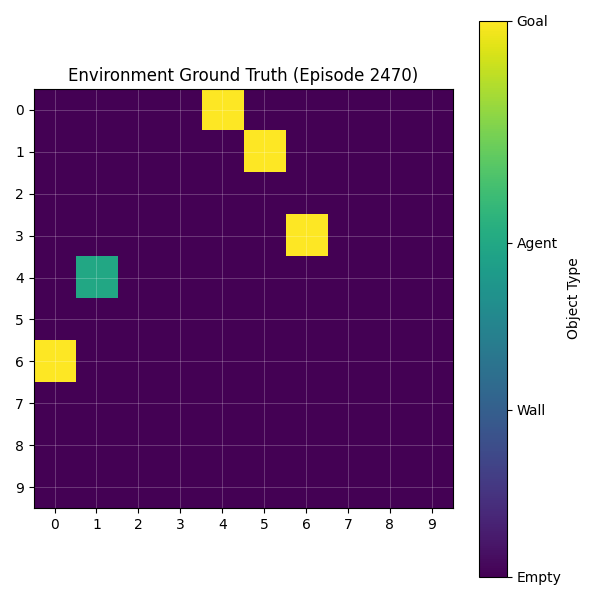 Environment Ground Truth (Episode 2470)
0
1
2
3
4
5
6
7
8
9
0 1 2 3 4 5 6 7 8 9
Goal
Agent
Wall
Empty
Object Type